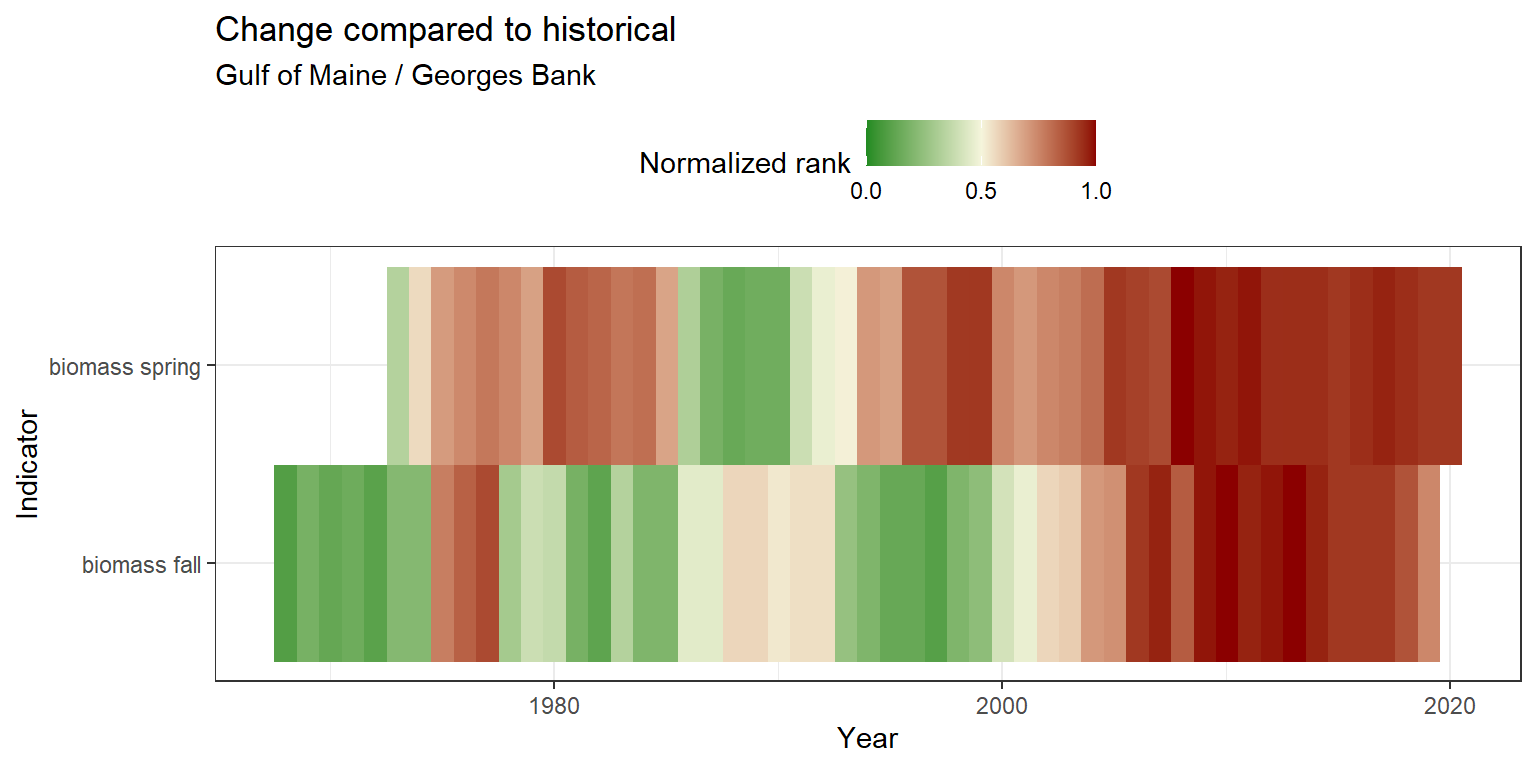 Change compared to historical
Gulf of Maine / Georges Bank
Normalized rank
0.0 0.5 1.0
biomass spring
biomass fall
Indicator
1980 2000 2020
Year